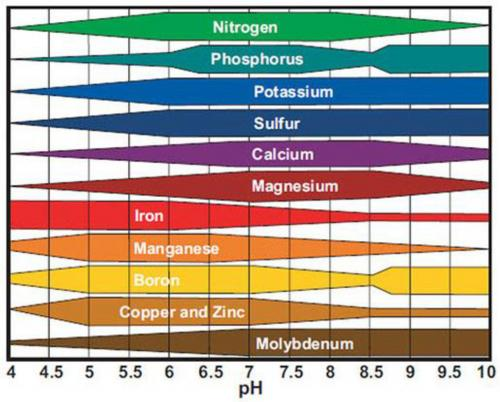 Nitrogen
Phosphorus
Potassium
Sulfur
Calcium
Magnesium
Iron
Manganese
Boron
Copper and Zinc
Molybdenum
4 4.5 5 5.5 6 6.5 7 7.5 8 8.5 9 9.5 10
pH